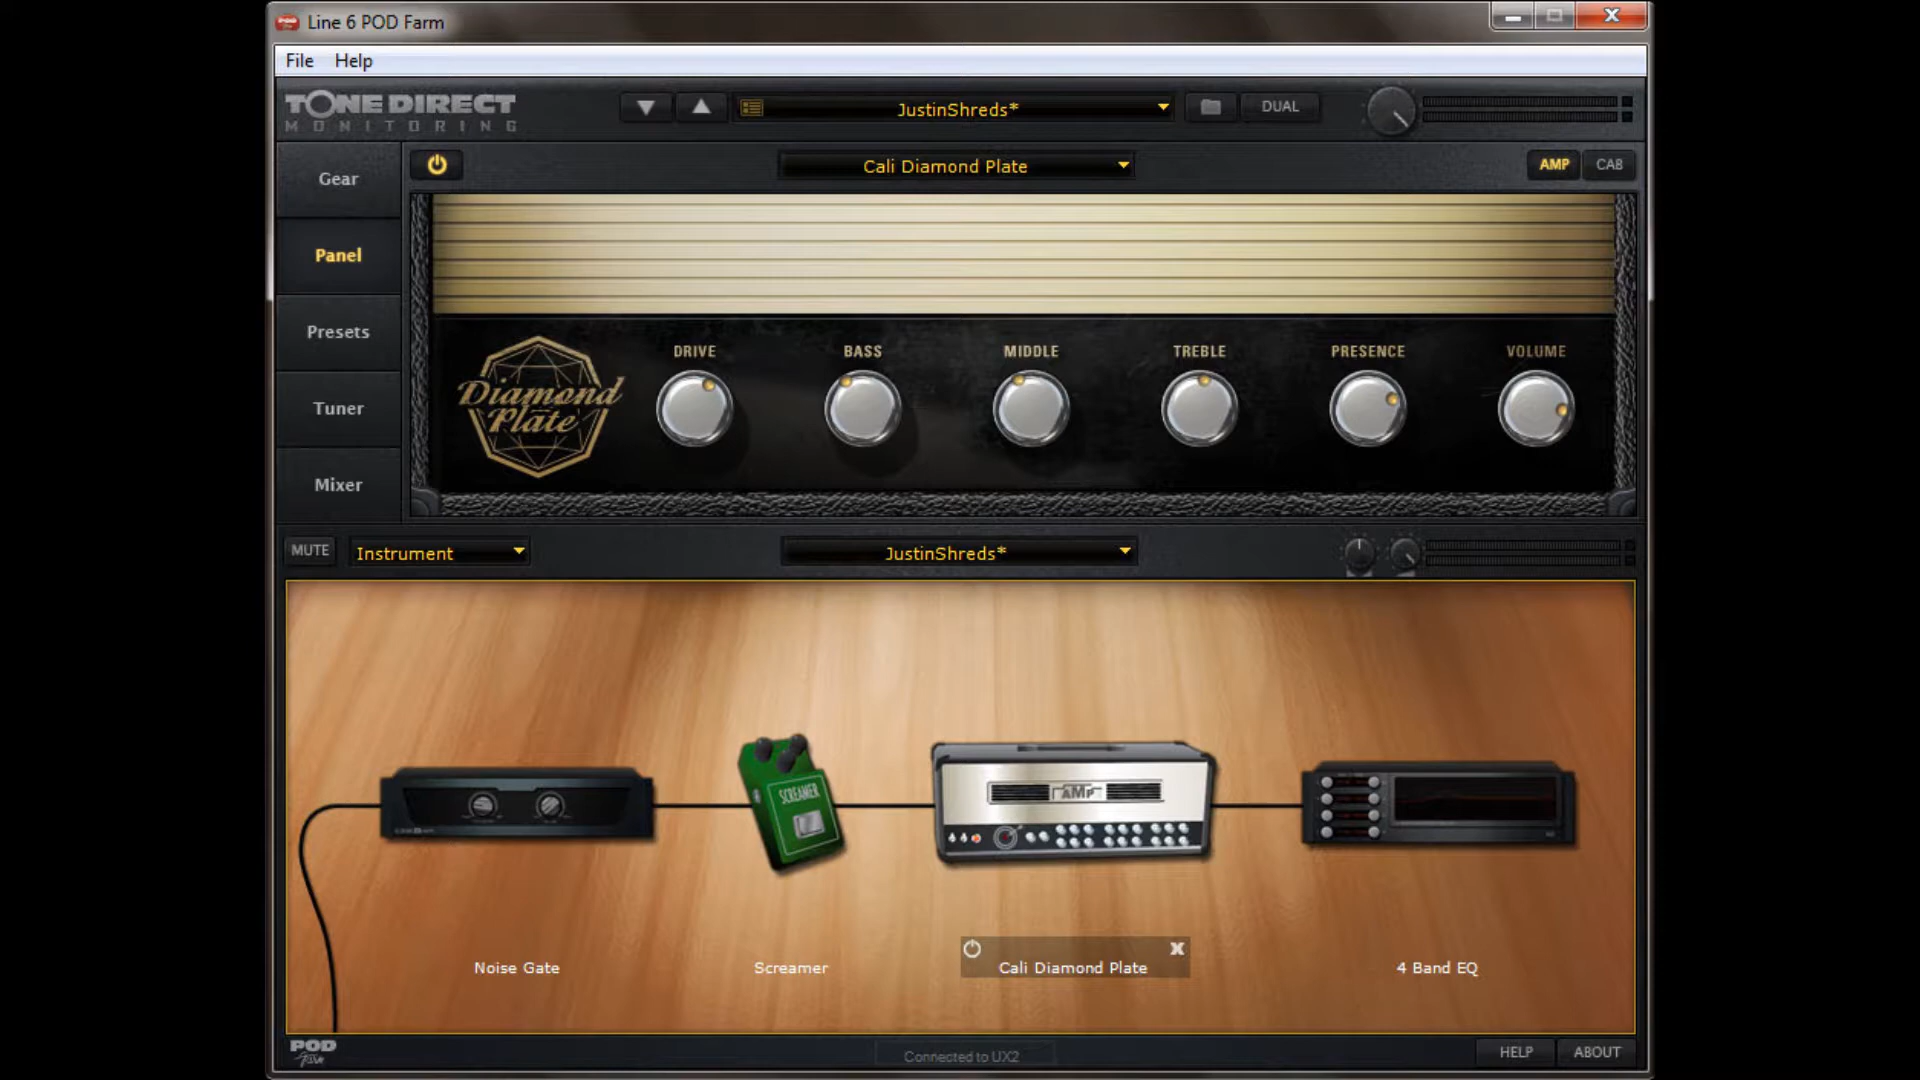 Line 6 POD Farm
File Help
TONE DIRECT
MONITORING
JustinShreds*
DUAL
Cali Diamond Plate
AMP CAB
Gear
Panel
Presets
Tuner
Mixer
Diamond
Plate
DRIVE BASS MIDDLE TREBLE PRESENCE VOLUME
MUTE Instrument JustinShreds*
SCREAMER
AMP
Noise Gate Screamer Cali Diamond Plate 4 Band EQ
POD
Farm
Connected to UX2
HELP ABOUT